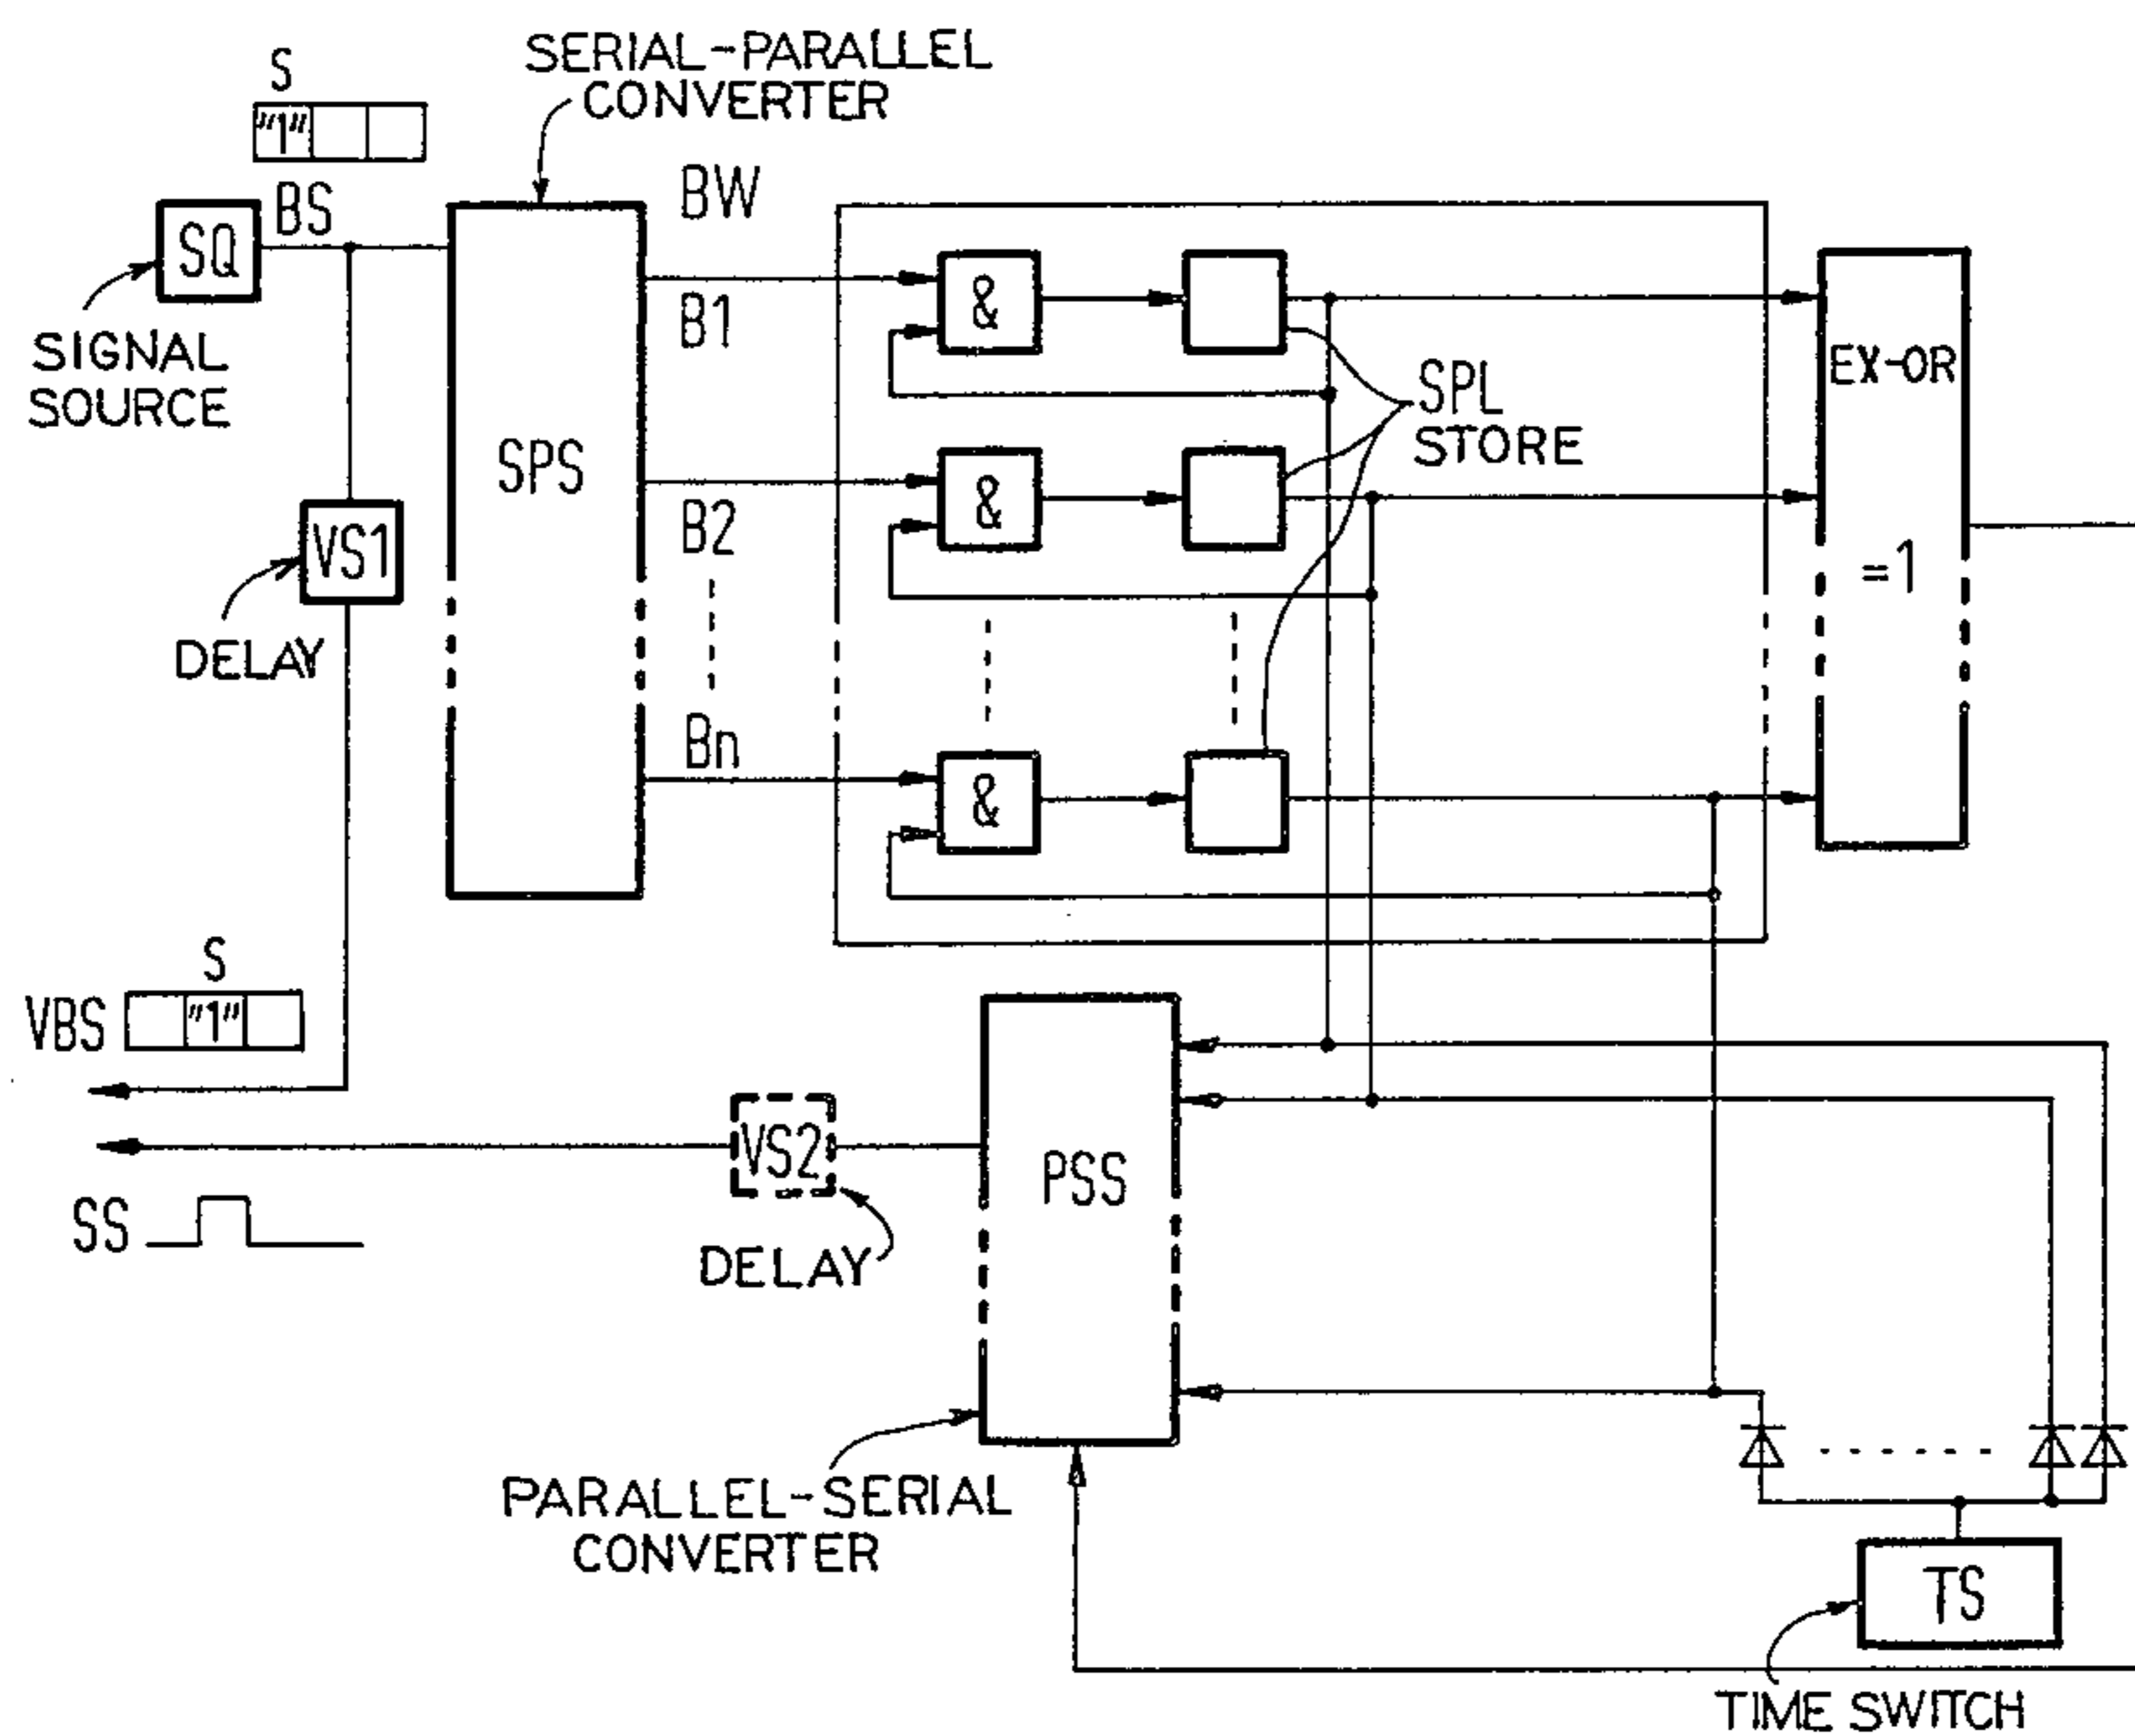 SERIAL-PARALLEL
CONVERTER
S
"1"
BW
BS
SQ
SIGNAL
SOURCE
SPS
B1
B2
Bn
&
&
&
SPL
STORE
EX-OR
=1
VS1
DELAY
S
VBS "1"
VS2
DELAY
SS
PSS
PARALLEL-SERIAL
CONVERTER
TS
TIME SWITCH